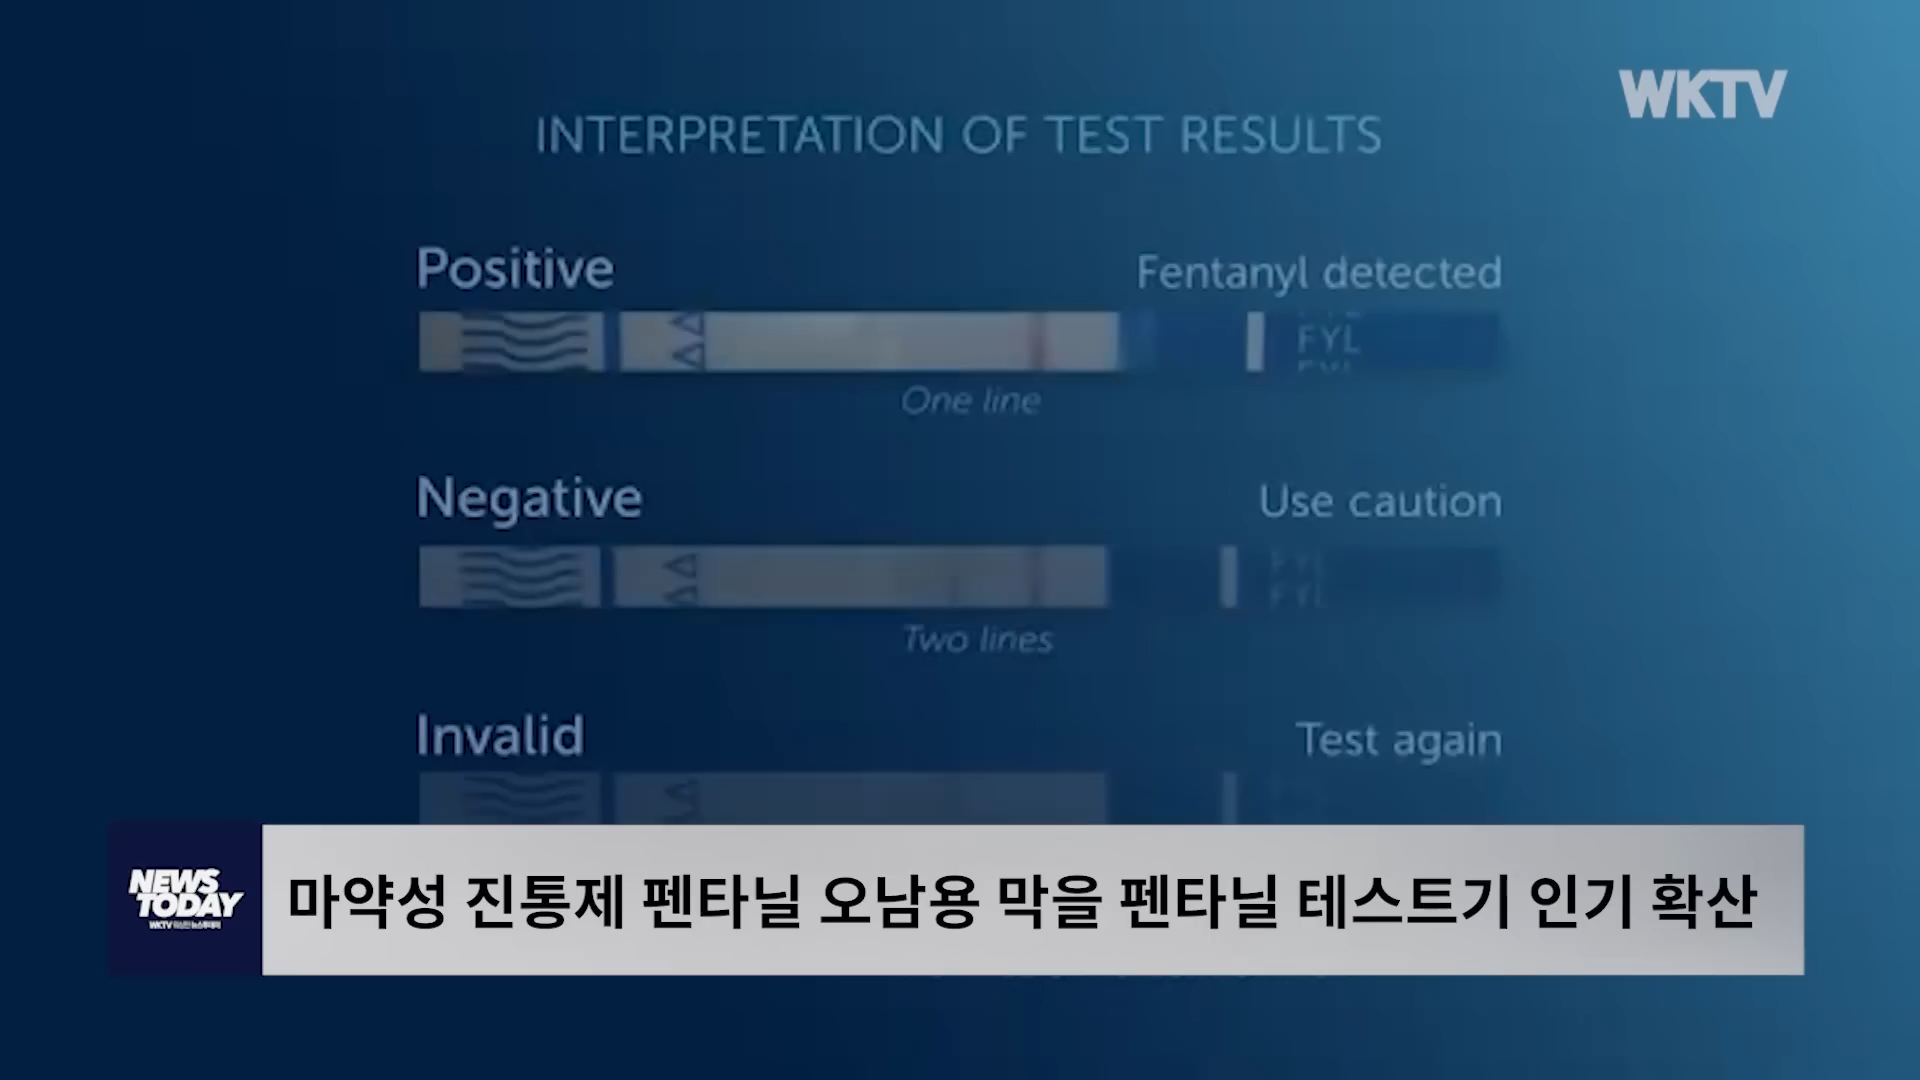 WKTV
INTERPRETATION OF TEST RESULTS
Positive
Fentanyl detected
FYL
One line
Negative
Use caution
FYL
Two lines
Invalid
Test again
NEWS
TODAY
마약성 진통제 펜타닐 오남용 막을 펜타닐 테스트기 인기 확산